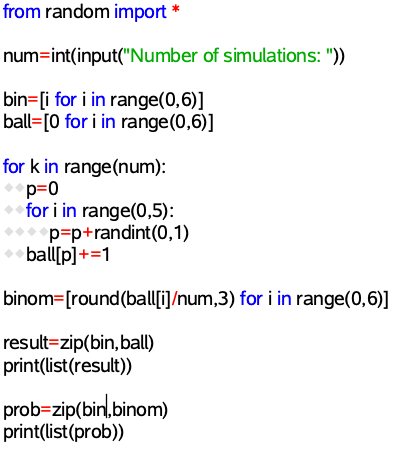 from random import *
num=int(input("Number of simulations: "))
bin=[i for i in range(0,6)]
ball=[0 for i in range(0,6)]
for k in range(num):
  p=0
  for i in range(0,5):
    p=p+randint(0,1)
  ball[p]+=1
binom=[round(ball[i]/num,3) for i in range(0,6)]
result=zip(bin,ball)
print(list(result))
prob=zip(bin,binom)
print(list(prob))